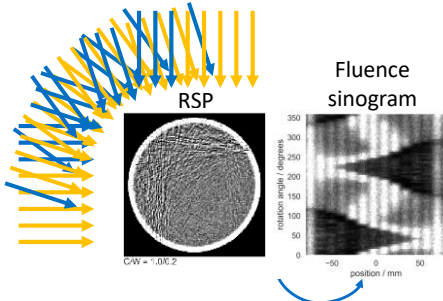 RSP
C/W = 1.0/0.2
Fluence
sinogram
rotation angle / degrees
350
300
250
200
150
100
50
0
−50
0
50
position / mm